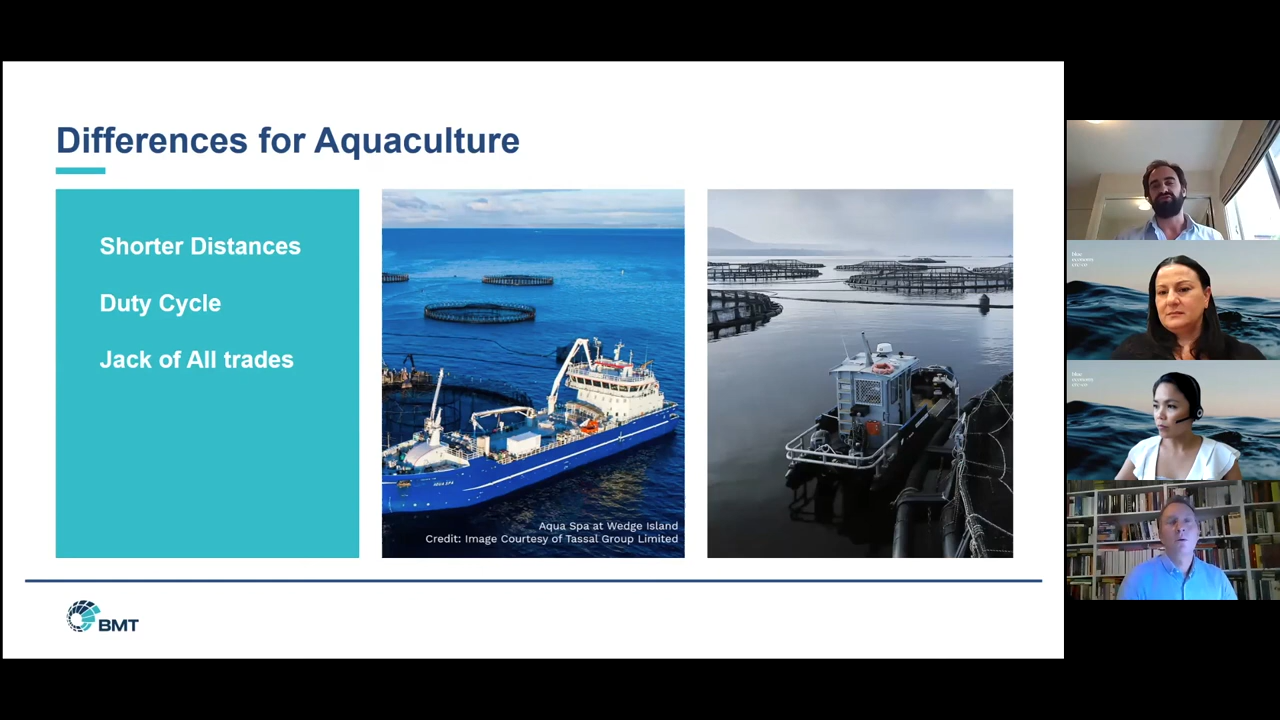 Differences for Aquaculture
Shorter Distances
Duty Cycle
Jack of All trades
Aqua Spa at Wedge Island
Credit: Image Courtesy of Tassal Group Limited
BMT